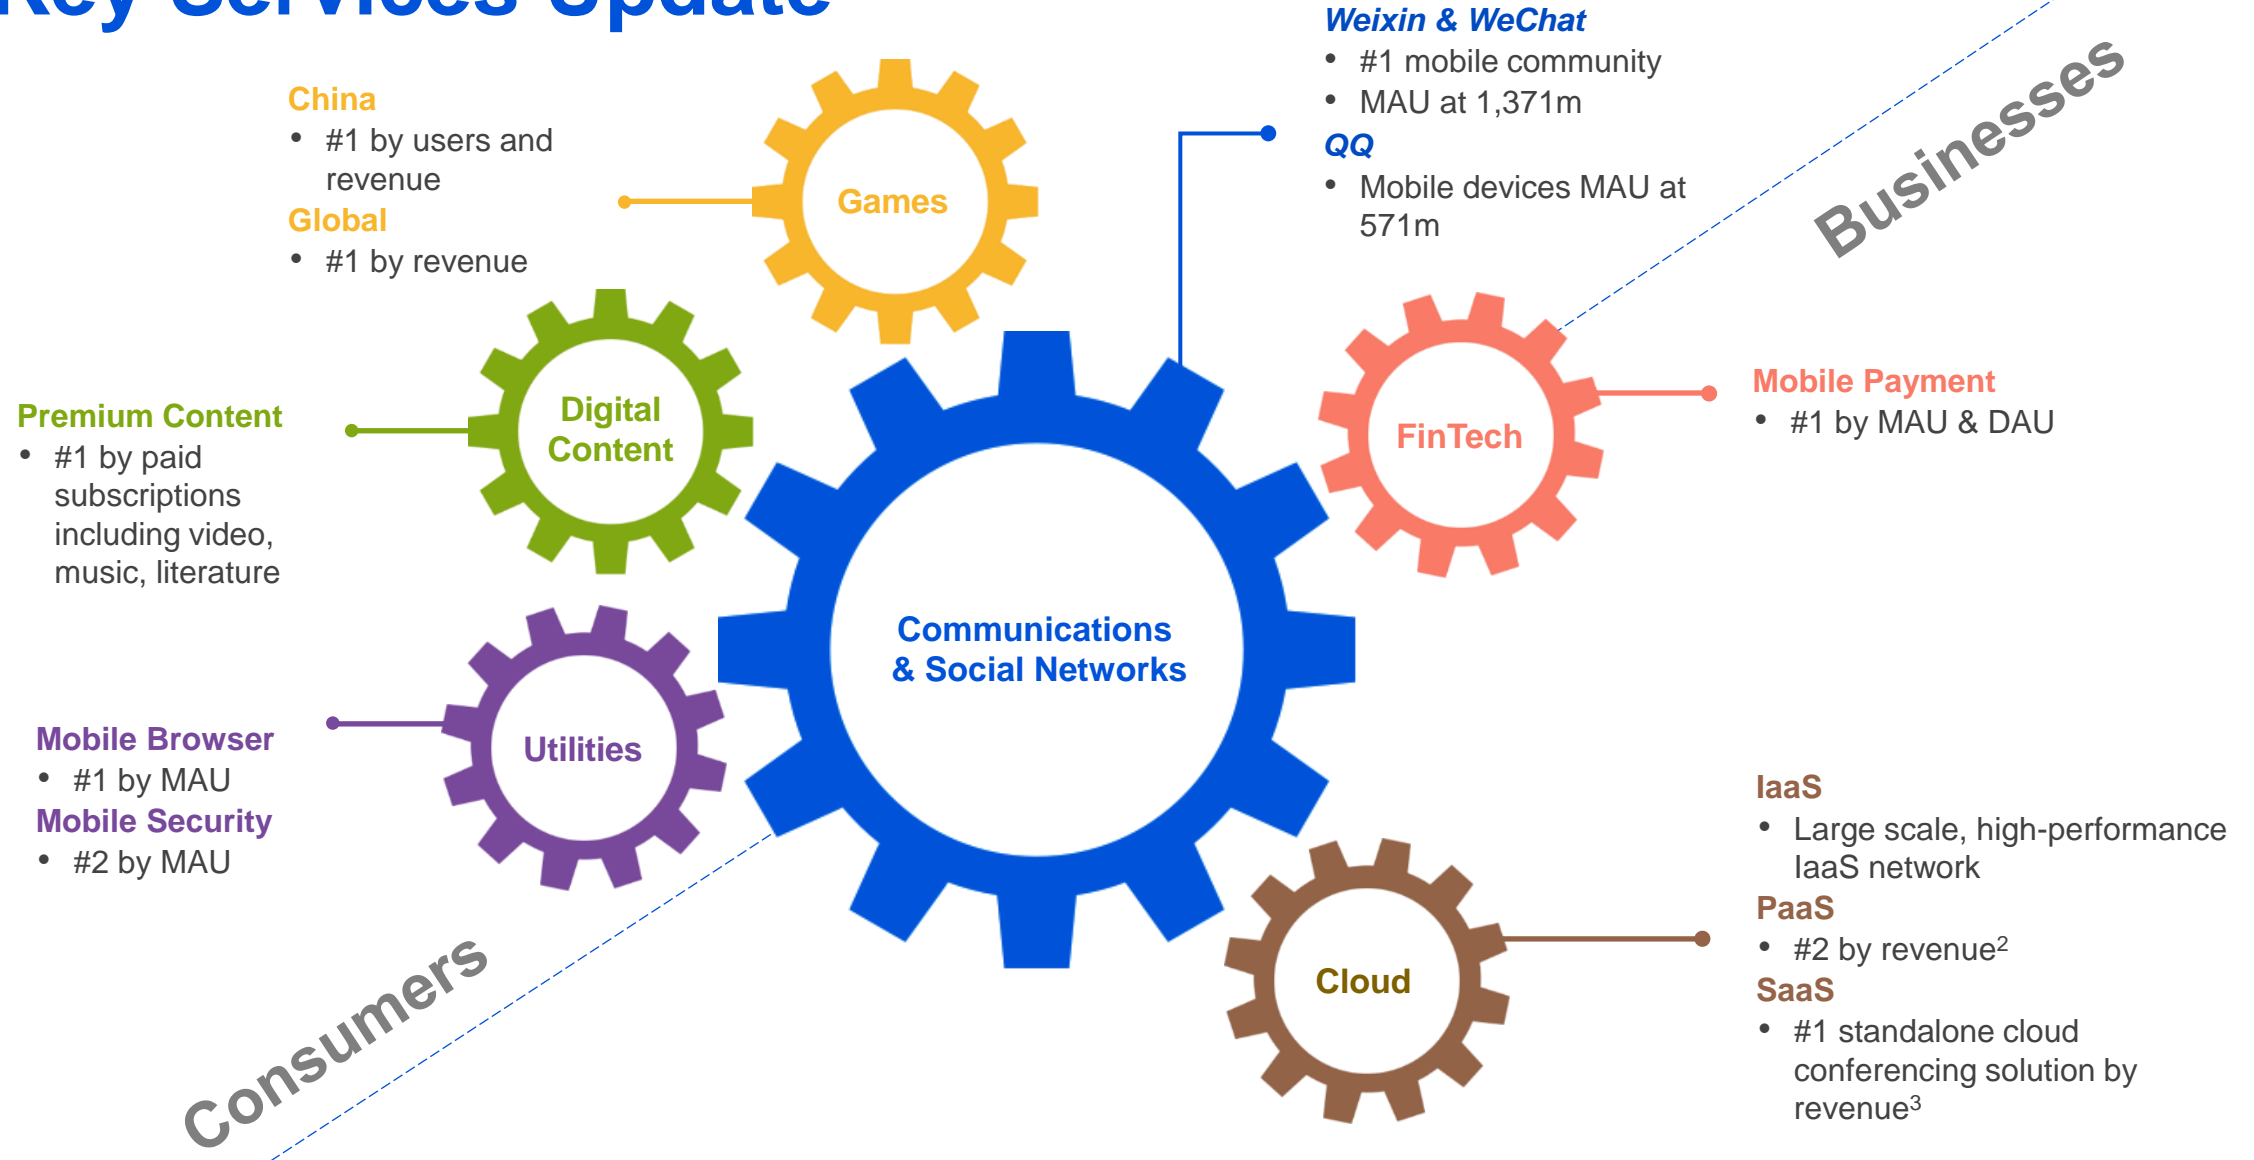 Key Services Update
China
• #1 by users and
revenue
Global
• #1 by revenue
Games
Weixin & WeChat
• #1 mobile community
• MAU at 1,371m
QQ
• Mobile devices MAU at
571m
Businesses
Premium Content
• #1 by paid
subscriptions
including video,
music, literature
Digital
Content
FinTech
Mobile Payment
• #1 by MAU & DAU
Communications
& Social Networks
Mobile Browser
• #1 by MAU
Mobile Security
• #2 by MAU
Utilities
Consumers
Cloud
IaaS
• Large scale, high-performance
IaaS network
PaaS
• #2 by revenue²
SaaS
• #1 standalone cloud
conferencing solution by
revenue³